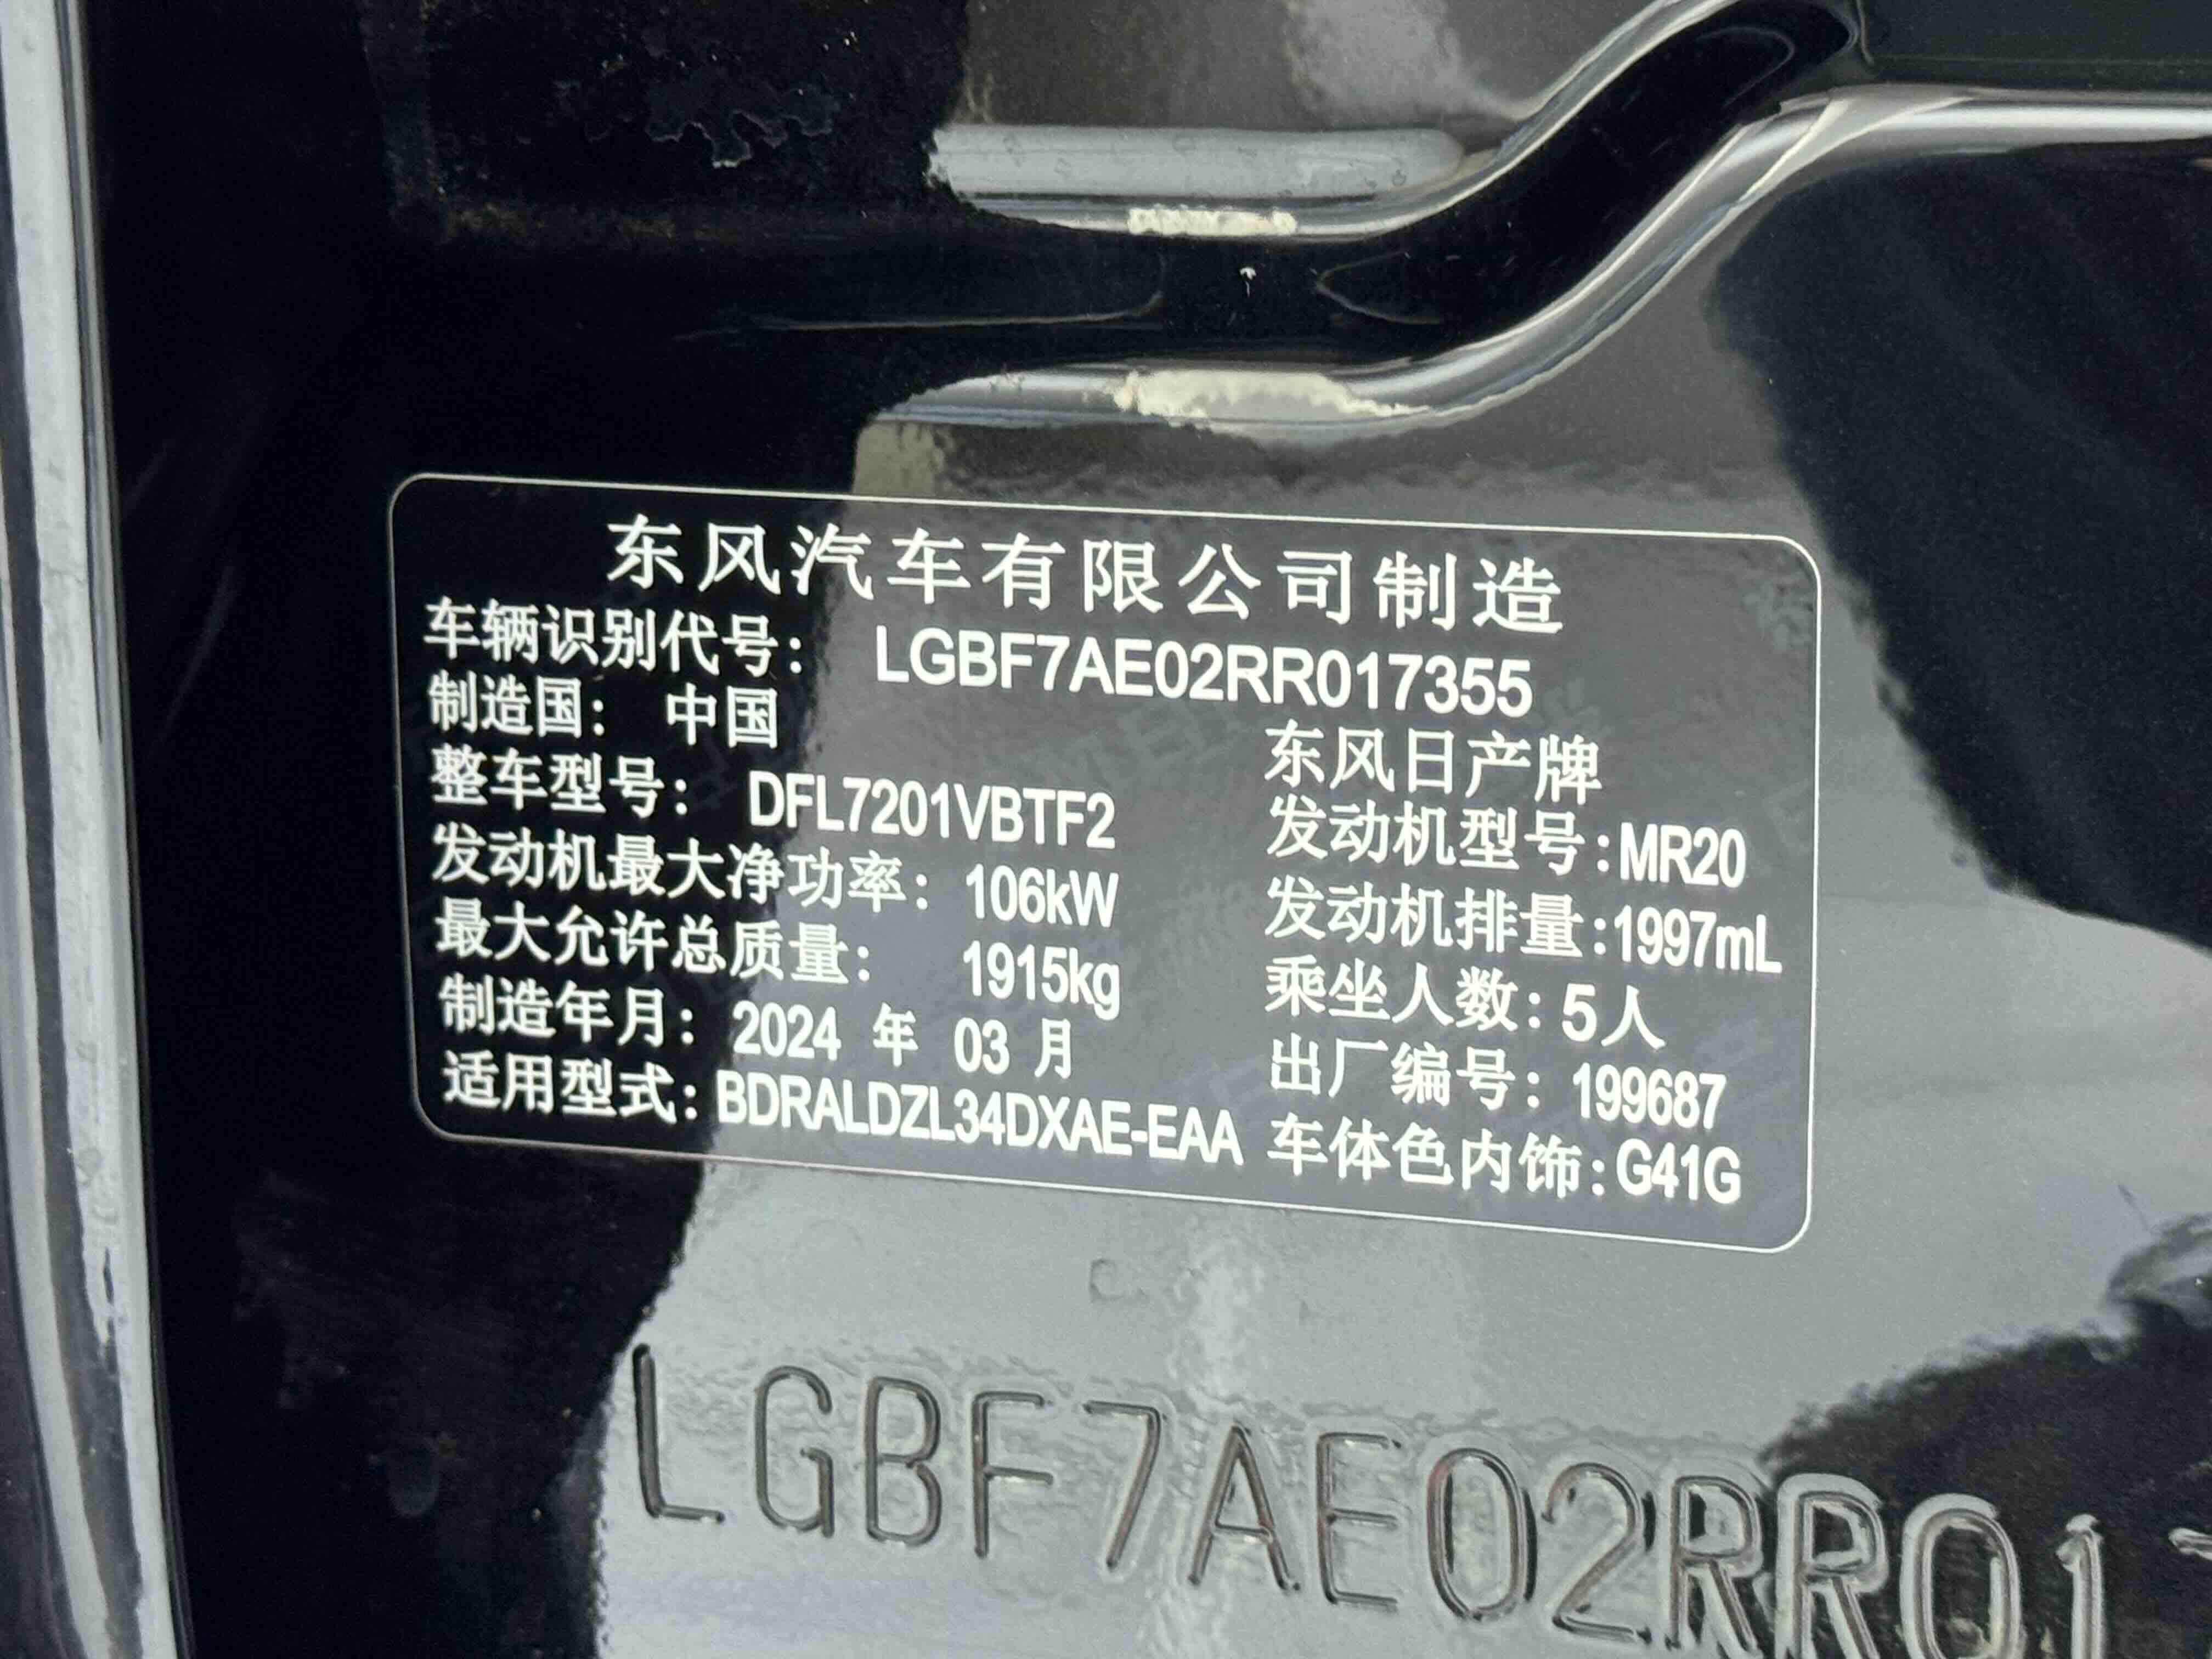 东风汽车有限公司制造
车辆识别代号: LGBF7AE02RR017355
制造国: 中国 东风日产牌
整车型号: DFL7201VBTF2 发动机型号:MR20
发动机最大净功率: 106kW 发动机排量:1997mL
最大允许总质量: 1915kg 乘坐人数: 5人
制造年月: 2024 年 03 月 出厂编号: 199687
适用型式: BDRALDZL34DXAE-EAA 车体色内饰:G41G
LGBF7AE02RR01